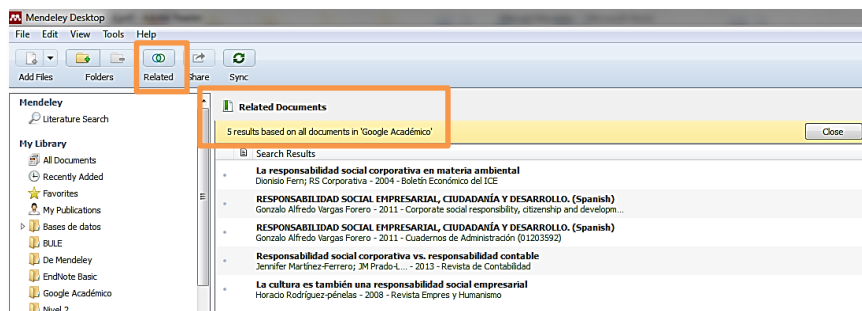 Mendeley Desktop
File Edit View Tools Help
Add Files Folders Related Share Sync
Mendeley
Literature Search
My Library
All Documents
Recently Added
Favorites
My Publications
Bases de datos
BULE
De Mendeley
EndNote Basic
Google Académico
Nivel 2
Related Documents
5 results based on all documents in 'Google Académico'
Close
Search Results
La responsabilidad social corporativa en materia ambiental
Dionisio Fern; RS Corporativa - 2004 - Boletín Económico del ICE
RESPONSABILIDAD SOCIAL EMPRESARIAL, CIUDADANÍA Y DESARROLLO. (Spanish)
Gonzalo Alfredo Vargas Forero - 2011 - Corporate social responsibility, citizenship and developm...
RESPONSABILIDAD SOCIAL EMPRESARIAL, CIUDADANÍA Y DESARROLLO. (Spanish)
Gonzalo Alfredo Vargas Forero - 2011 - Cuadernos de Administración (01203592)
Responsabilidad social corporativa vs. responsabilidad contable
Jennifer Martínez-Ferrero; JM Prado-L... - 2013 - Revista de Contabilidad
La cultura es también una responsabilidad social empresarial
Horacio Rodríguez-pénelas - 2008 - Revista Empres y Humanismo